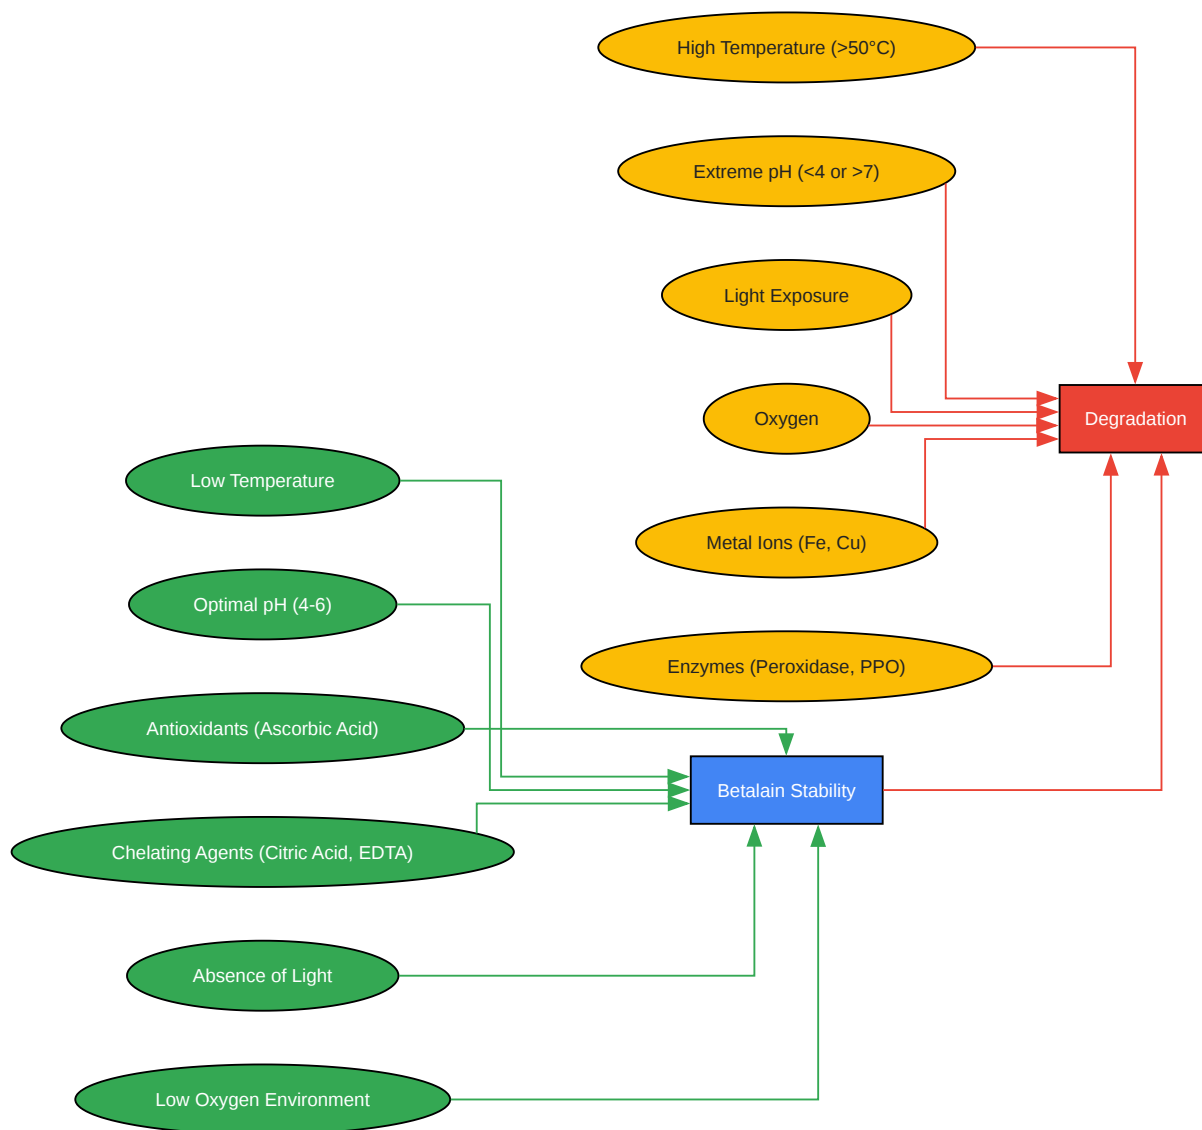 High Temperature (>50°C)
Extreme pH (<4 or >7)
Light Exposure
Oxygen
Degradation
Low Temperature
Metal Ions (Fe, Cu)
Optimal pH (4-6)
Enzymes (Peroxidase, PPO)
Antioxidants (Ascorbic Acid)
Betalain Stability
Chelating Agents (Citric Acid, EDTA)
Absence of Light
Low Oxygen Environment